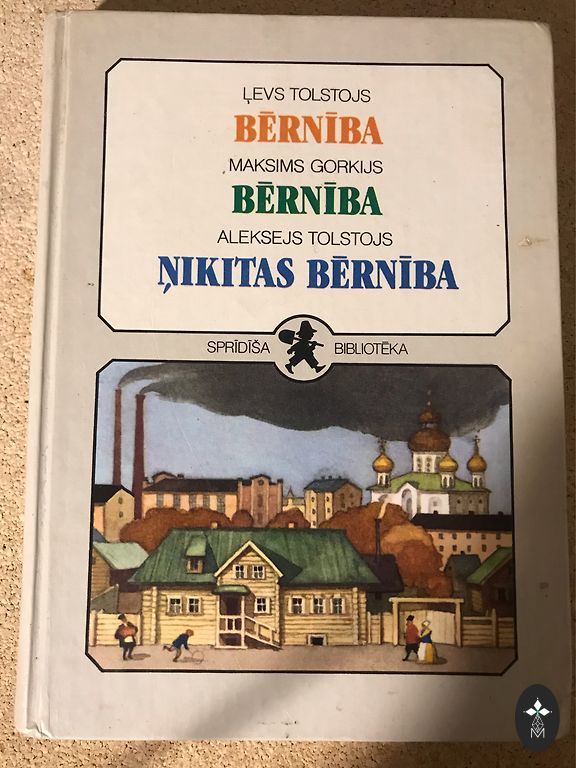 ĻEVS TOLSTOJS
BĒRNĪBA
MAKSIMS GORKIJS
BĒRNĪBA
ALEKSEJS TOLSTOJS
ŅIKITAS BĒRNĪBA
SPRĪDĪŠA BIBLIOTĒKA